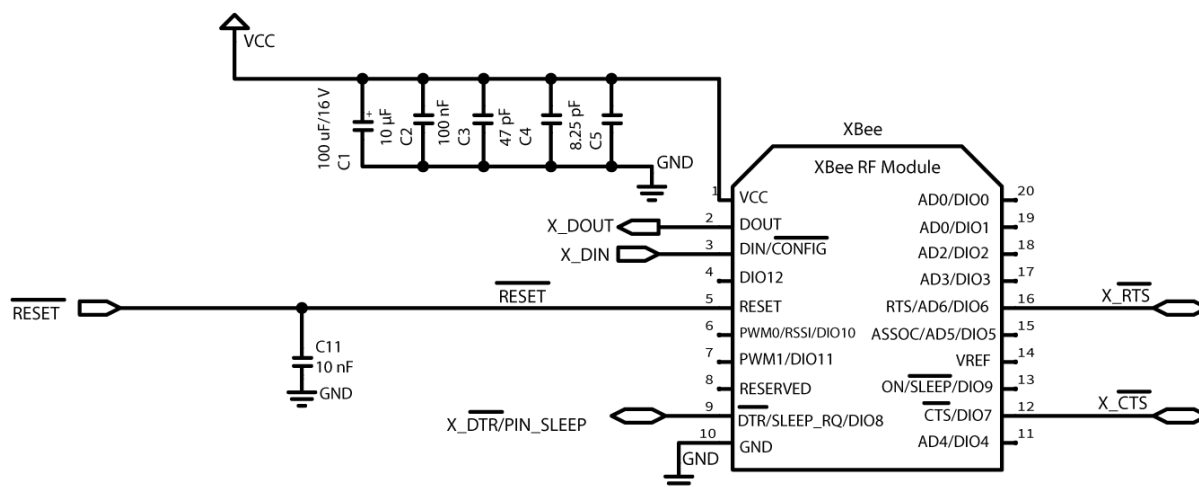 VCC
100 uF/16 V
C1
10 µF
C2
100 nF
C3
47 pF
C4
8.25 pF
C5
+
GND
XBee
XBee RF Module
1
VCC
AD0/DIO0
20
X_DOUT
2
DOUT
AD0/DIO1
19
X_DIN
3
DIN/CONFIG
AD2/DIO2
18
4
DIO12
AD3/DIO3
17
RESET
RESET
5
RESET
RTS/AD6/DIO6
16
X_RTS
6
PWM0/RSSI/DIO10
ASSOC/AD5/DIO5
15
C11
10 nF
GND
7
PWM1/DIO11
VREF
14
8
RESERVED
ON/SLEEP/DIO9
13
X_DTR/PIN_SLEEP
9
DTR/SLEEP_RQ/DIO8
CTS/DIO7
12
X_CTS
10
GND
GND
AD4/DIO4
11